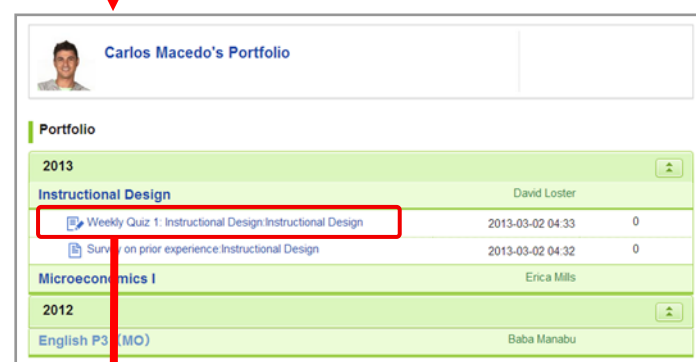 Carlos Macedo's Portfolio
Portfolio
2013
Instructional Design David Loster
Weekly Quiz 1: Instructional Design:Instructional Design 2013-03-02 04:33 0
Survey on prior experience:Instructional Design 2013-03-02 04:32 0
Microeconomics I Erica Mills
2012
English P3 (MO) Baba Manabu